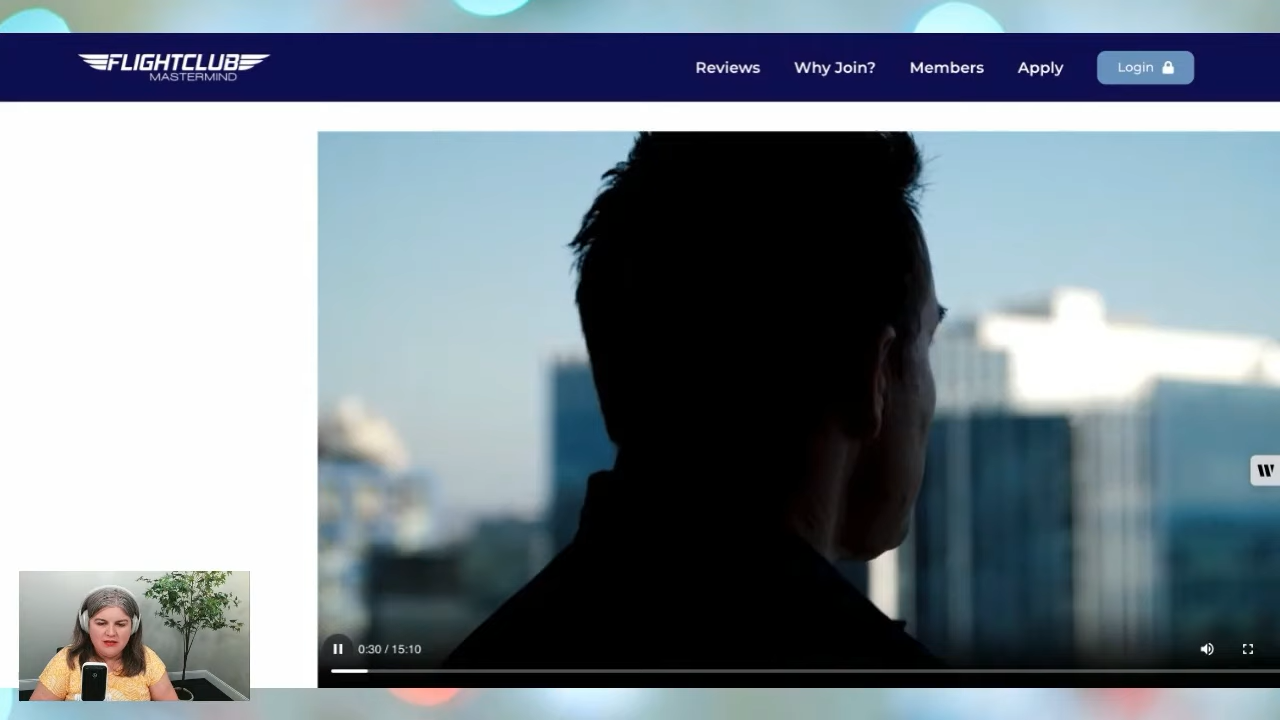 FLIGHTCLUB
MASTERMIND
Reviews
Why Join?
Members
Apply
Login
W
0:30 / 15:10